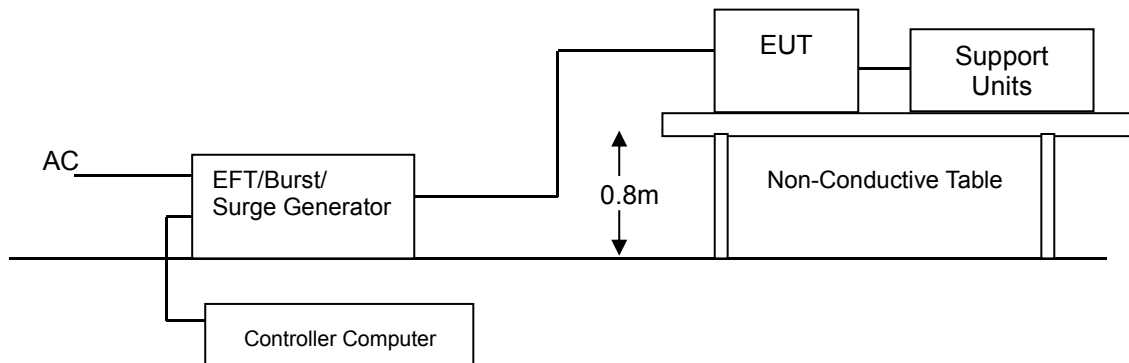 EUT
Support
Units
AC
EFT/Burst/
Surge Generator
0.8m
Non-Conductive Table
Controller Computer